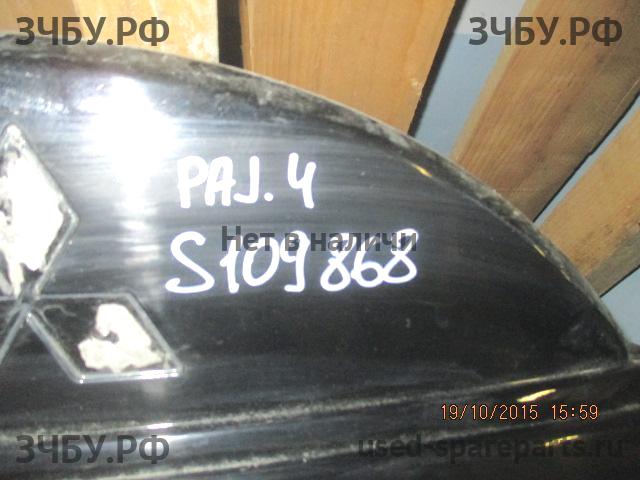 ЗЧБУ.РФ ЗЧБУ.РФ
PAJ. 4
Нет в наличи
S109868
19/10/2015 15:59
ЗЧБУ.РФ used-spareparts.ru